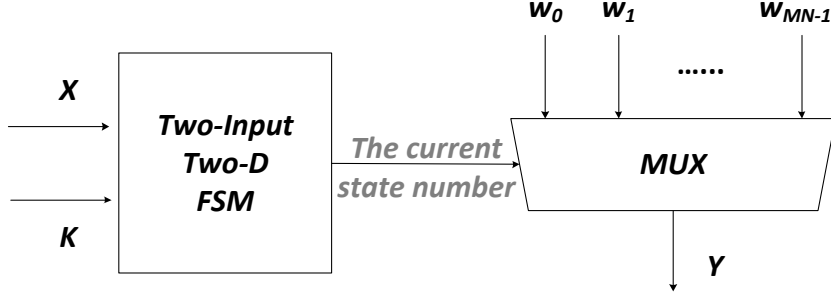 w0 w1 ...... wMN-1
X
K
Two-Input
Two-D
FSM
The current
state number
MUX
Y